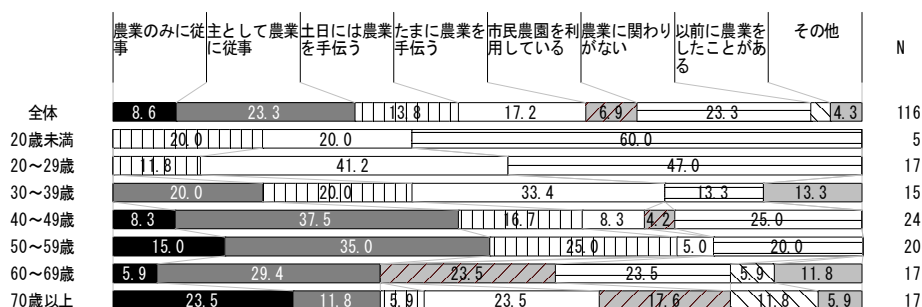 農業のみに従事 主として農業に従事 土日には農業を手伝う たまに農業を手伝う 市民農園を利用している 農業に関わりがない 以前に農業をしたことがある その他 N
全体 8.6 23.3 13.8 17.2 6.9 23.3 4.3 116
20歳未満 20.0 20.0 60.0 5
20～29歳 11.8 41.2 47.0 17
30～39歳 20.0 20.0 33.4 13.3 13.3 15
40～49歳 8.3 37.5 16.7 8.3 4.2 25.0 24
50～59歳 15.0 35.0 25.0 5.0 20.0 20
60～69歳 5.9 29.4 23.5 23.5 5.9 11.8 17
70歳以上 23.5 11.8 5.9 23.5 17.6 11.8 5.9 17